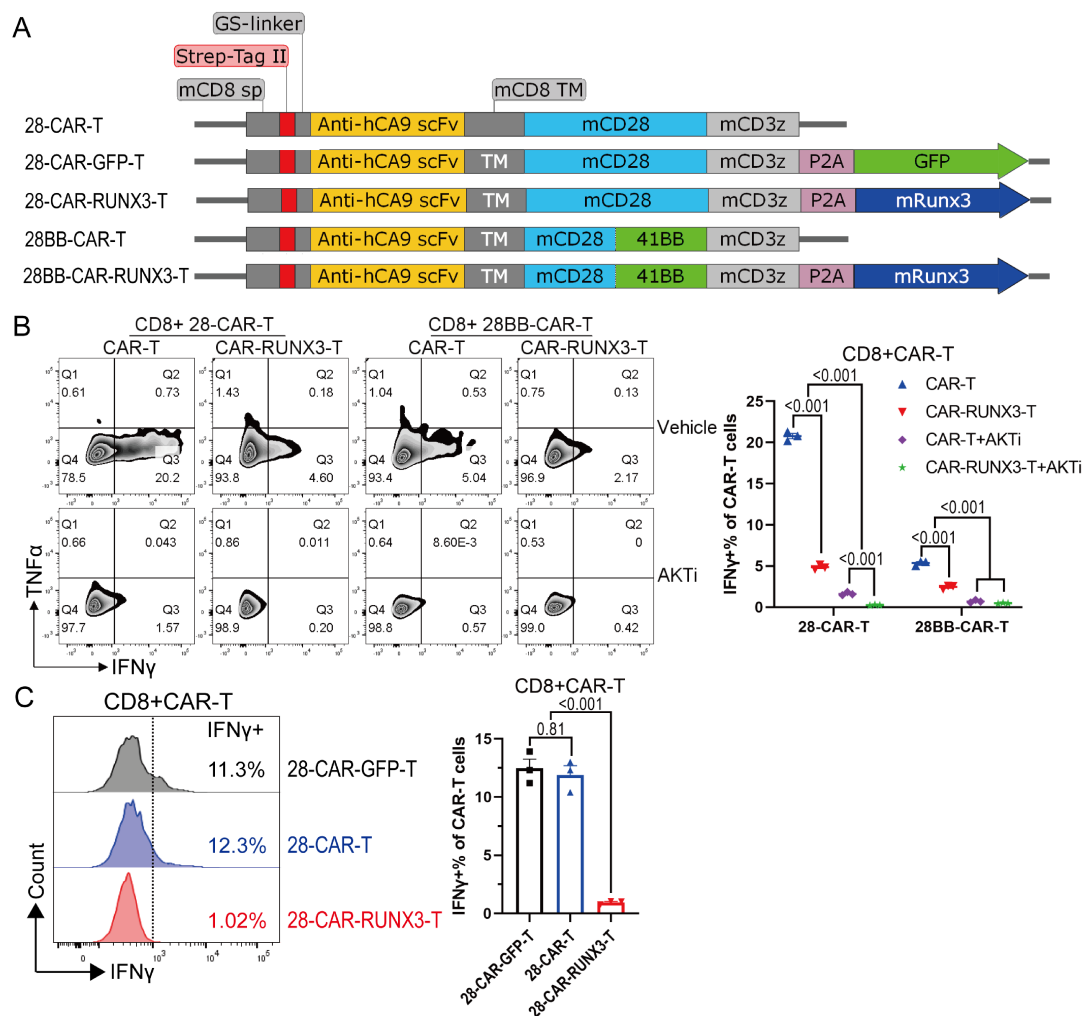 A
GS-linker
Strep-Tag II
mCD8 sp
mCD8 TM
28-CAR-T
Anti-hCA9 scFv
mCD28
mCD3z
28-CAR-GFP-T
Anti-hCA9 scFv
TM
mCD28
mCD3z
P2A
GFP
28-CAR-RUNX3-T
Anti-hCA9 scFv
TM
mCD28
mCD3z
P2A
mRunx3
28BB-CAR-T
Anti-hCA9 scFv
TM
mCD28
41BB
mCD3z
28BB-CAR-RUNX3-T
Anti-hCA9 scFv
TM
mCD28
41BB
mCD3z
P2A
mRunx3
B
CD8+ 28-CAR-T
CD8+ 28BB-CAR-T
CAR-T
CAR-RUNX3-T
CAR-T
CAR-RUNX3-T
Q1
0.61
Q2
0.73
Q4
78.5
Q3
20.2
Q1
1.43
Q2
0.18
Q4
93.8
Q3
4.60
Q1
1.04
Q2
0.53
Q4
93.4
Q3
5.04
Q1
0.75
Q2
0.13
Q4
96.9
Q3
2.17
Vehicle
Q1
0.66
Q2
0.043
Q4
97.7
Q3
1.57
Q1
0.86
Q2
0.011
Q4
98.9
Q3
0.20
Q1
0.64
Q2
8.60E-3
Q4
98.8
Q3
0.57
Q1
0.53
Q2
0
Q4
99.0
Q3
0.42
AKTi
TNFα
IFNγ
CD8+CAR-T
IFNγ+% of CAR-T cells
25
20
15
10
5
0
<0.001
<0.001
<0.001
<0.001
<0.001
CAR-T
CAR-RUNX3-T
CAR-T+AKTi
CAR-RUNX3-T+AKTi
28-CAR-T
28BB-CAR-T
C
CD8+CAR-T
IFNγ+
11.3%
28-CAR-GFP-T
12.3%
28-CAR-T
1.02%
28-CAR-RUNX3-T
Count
IFNγ
0
10³
10⁴
10⁵
CD8+CAR-T
<0.001
0.81
IFNγ+% of CAR-T cells
15
10
5
0
28-CAR-GFP-T
28-CAR-T
28-CAR-RUNX3-T